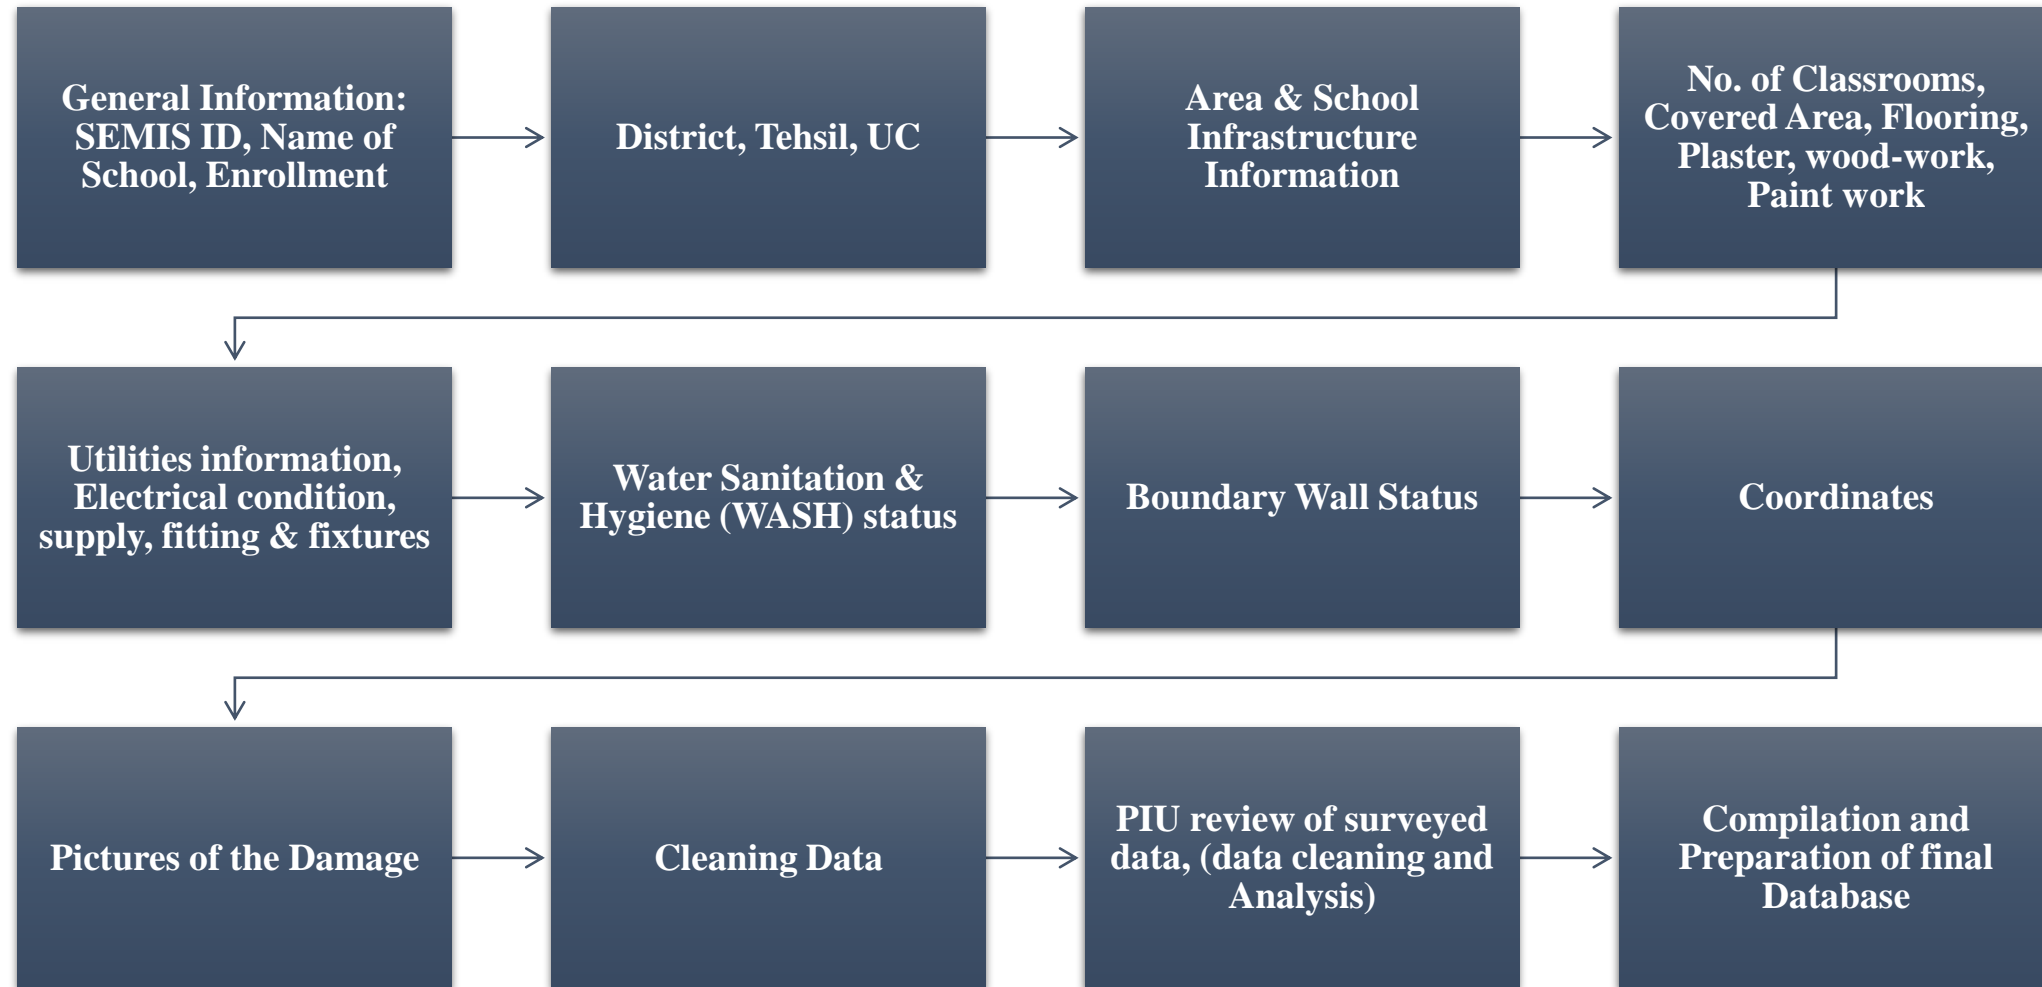 General Information:
SEMIS ID, Name of
School, Enrollment
District, Tehsil, UC
Area & School
Infrastructure
Information
No. of Classrooms,
Covered Area, Flooring,
Plaster, wood-work,
Paint work
Utilities information,
Electrical condition,
supply, fitting & fixtures
Water Sanitation &
Hygiene (WASH) status
Boundary Wall Status
Coordinates
Pictures of the Damage
Cleaning Data
PIU review of surveyed
data, (data cleaning and
Analysis)
Compilation and
Preparation of final
Database